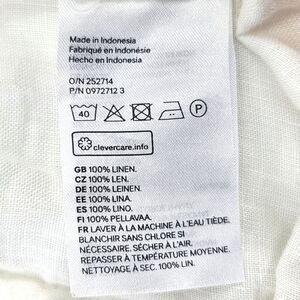 Made in Indonesia
Fabriqué en Indonésie
Hecho en Indonesia
O/N 252714
P/N 0972712 3
40
P
clevercare.info
GB 100% LINEN.
CZ 100% LEN.
DE 100% LEINEN.
EE 100% LINA.
ES 100% LINO.
FI 100% PELLAVAA.
FR LAVER À LA MACHINE À L'EAU TIÈDE.
BLANCHIR SANS CHLORE SI
NÉCESSAIRE. SÉCHER À L'AIR.
REPASSER À TEMPÉRATURE MOYENNE.
NETTOYAGE À SEC. 100% LIN.